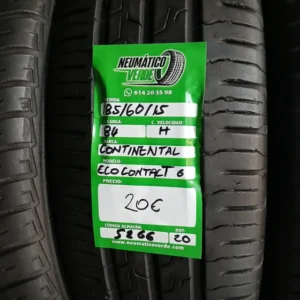 NEUMÁTICO
VERDE
614 20 35 98
MEDIDA:
85/60/15
CARGA: C. VELOCIDAD
84 H
MARCA:
CONTINENTAL
MODELO:
ECO CONTACT 6
PRECIO:
20€
CÓDIGO ALMACÉN: DOT:
5266 20
www.neumaticoverde.com